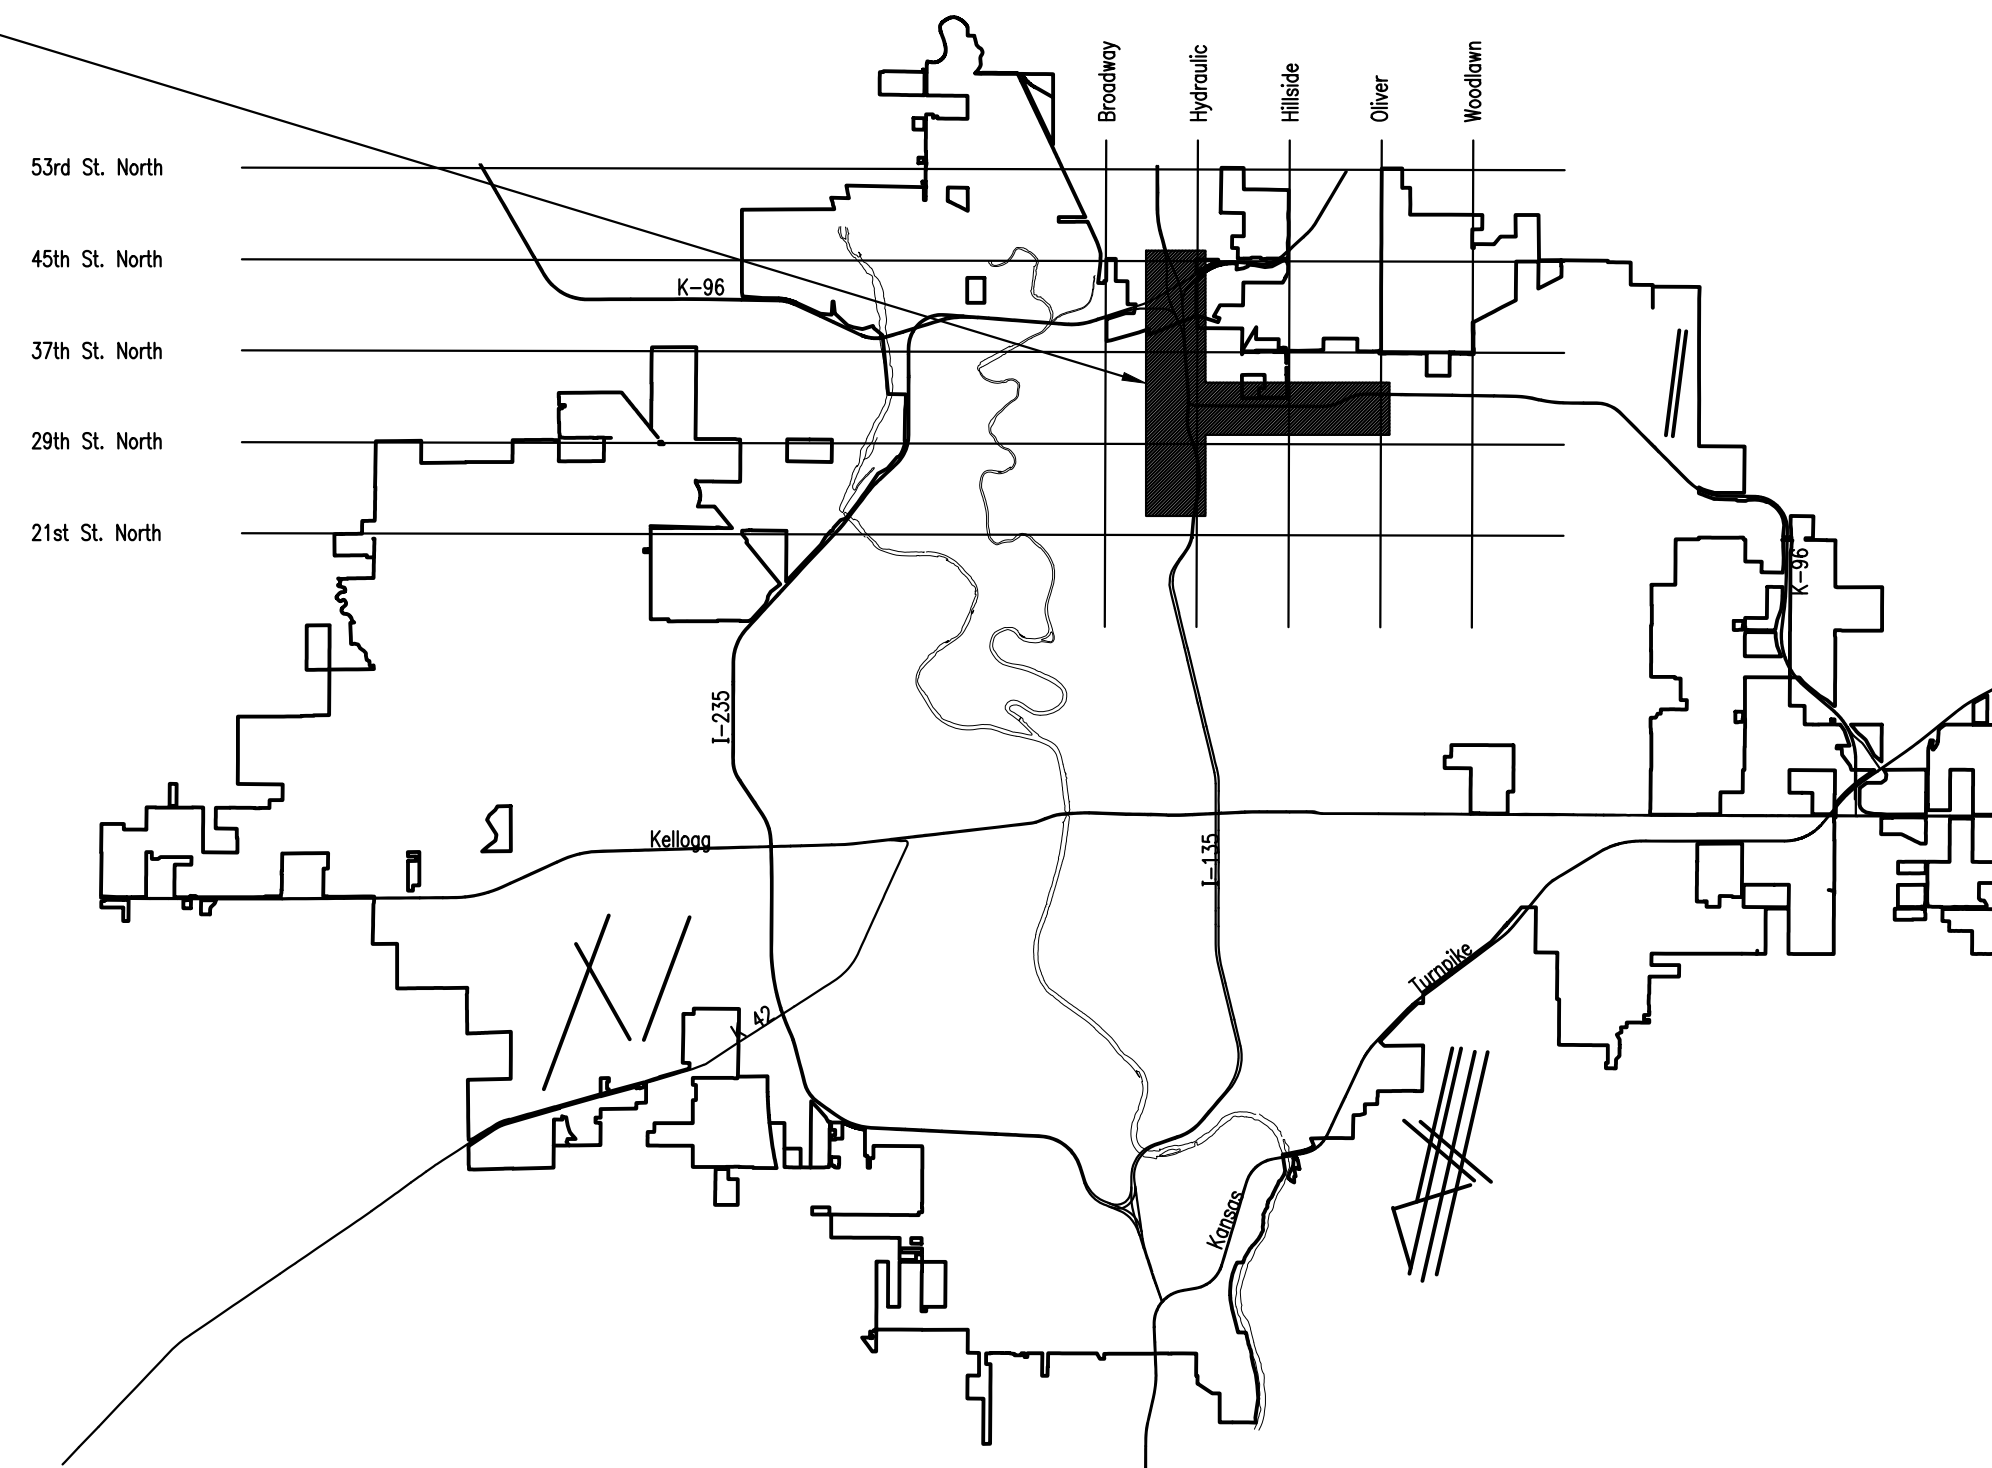 Broadway
Hydraulic
Hillside
Oliver
Woodlawn
53rd St. North
45th St. North
K-96
37th St. North
29th St. North
21st St. North
K-96
I-235
Kellogg
I-135
Turnpike
K 42
Kansas